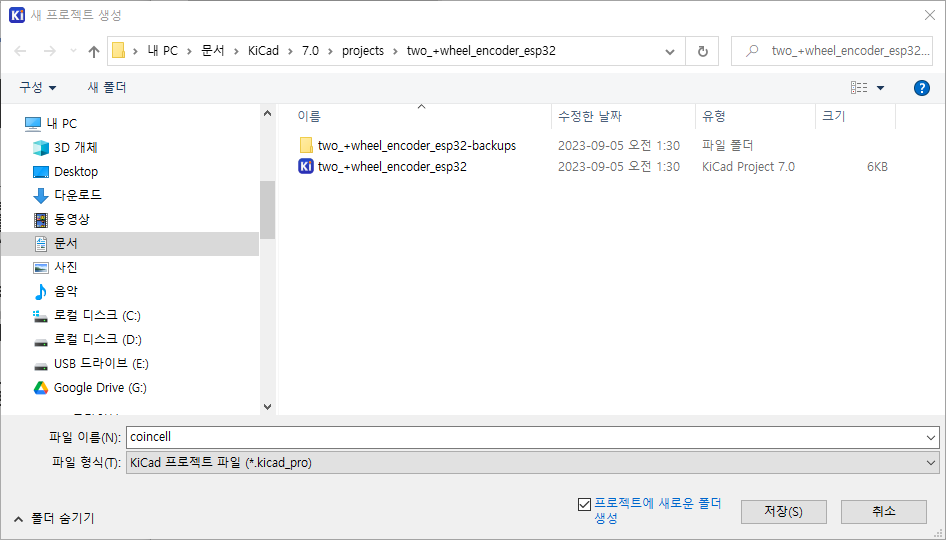 Ki 새 프로젝트 생성
내 PC > 문서 > KiCad > 7.0 > projects > two_+wheel_encoder_esp32
two_+wheel_encoder_esp32...
구성
새 폴더
이름 수정한 날짜 유형 크기
내 PC
3D 개체
Desktop
다운로드
동영상
문서
사진
음악
로컬 디스크 (C:)
로컬 디스크 (D:)
USB 드라이브 (E:)
Google Drive (G:)
two_+wheel_encoder_esp32-backups 2023-09-05 오전 1:30 파일 폴더
Ki two_+wheel_encoder_esp32 2023-09-05 오전 1:30 KiCad Project 7.0 6KB
파일 이름(N): coincell
파일 형식(T): KiCad 프로젝트 파일 (*.kicad_pro)
폴더 숨기기
프로젝트에 새로운 폴더
생성
저장(S)
취소